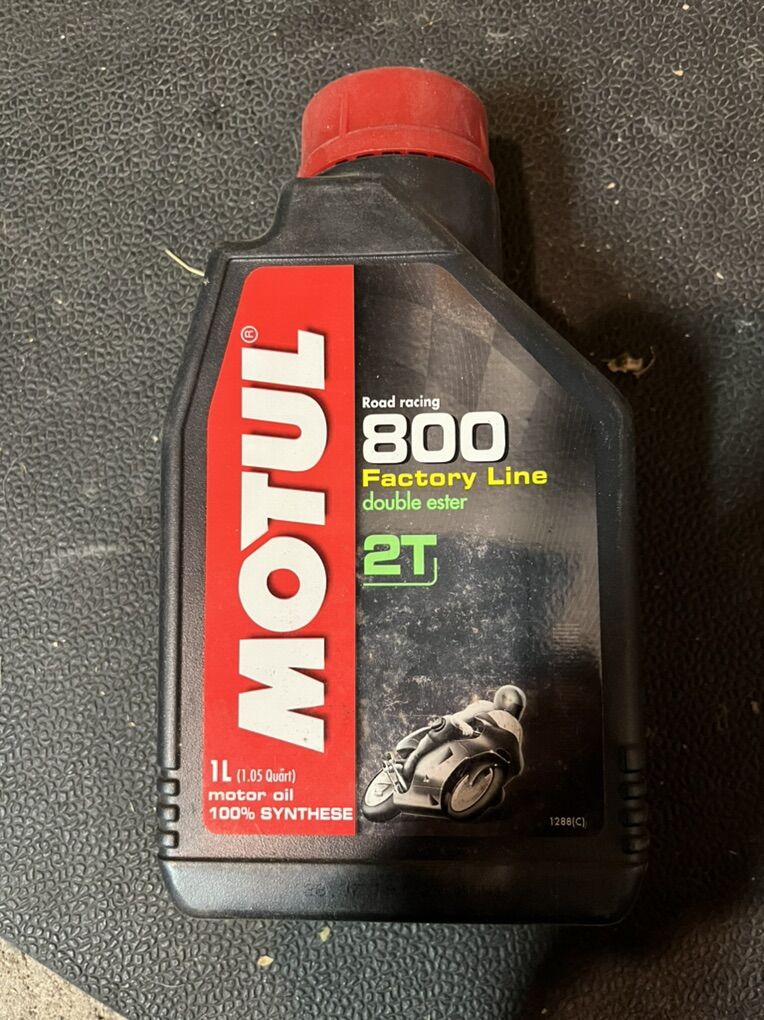 MOTUL®
Road racing
800
Factory Line
double ester
2T
1L (1.05 Quart)
motor oil
100% SYNTHESE
1288(C)